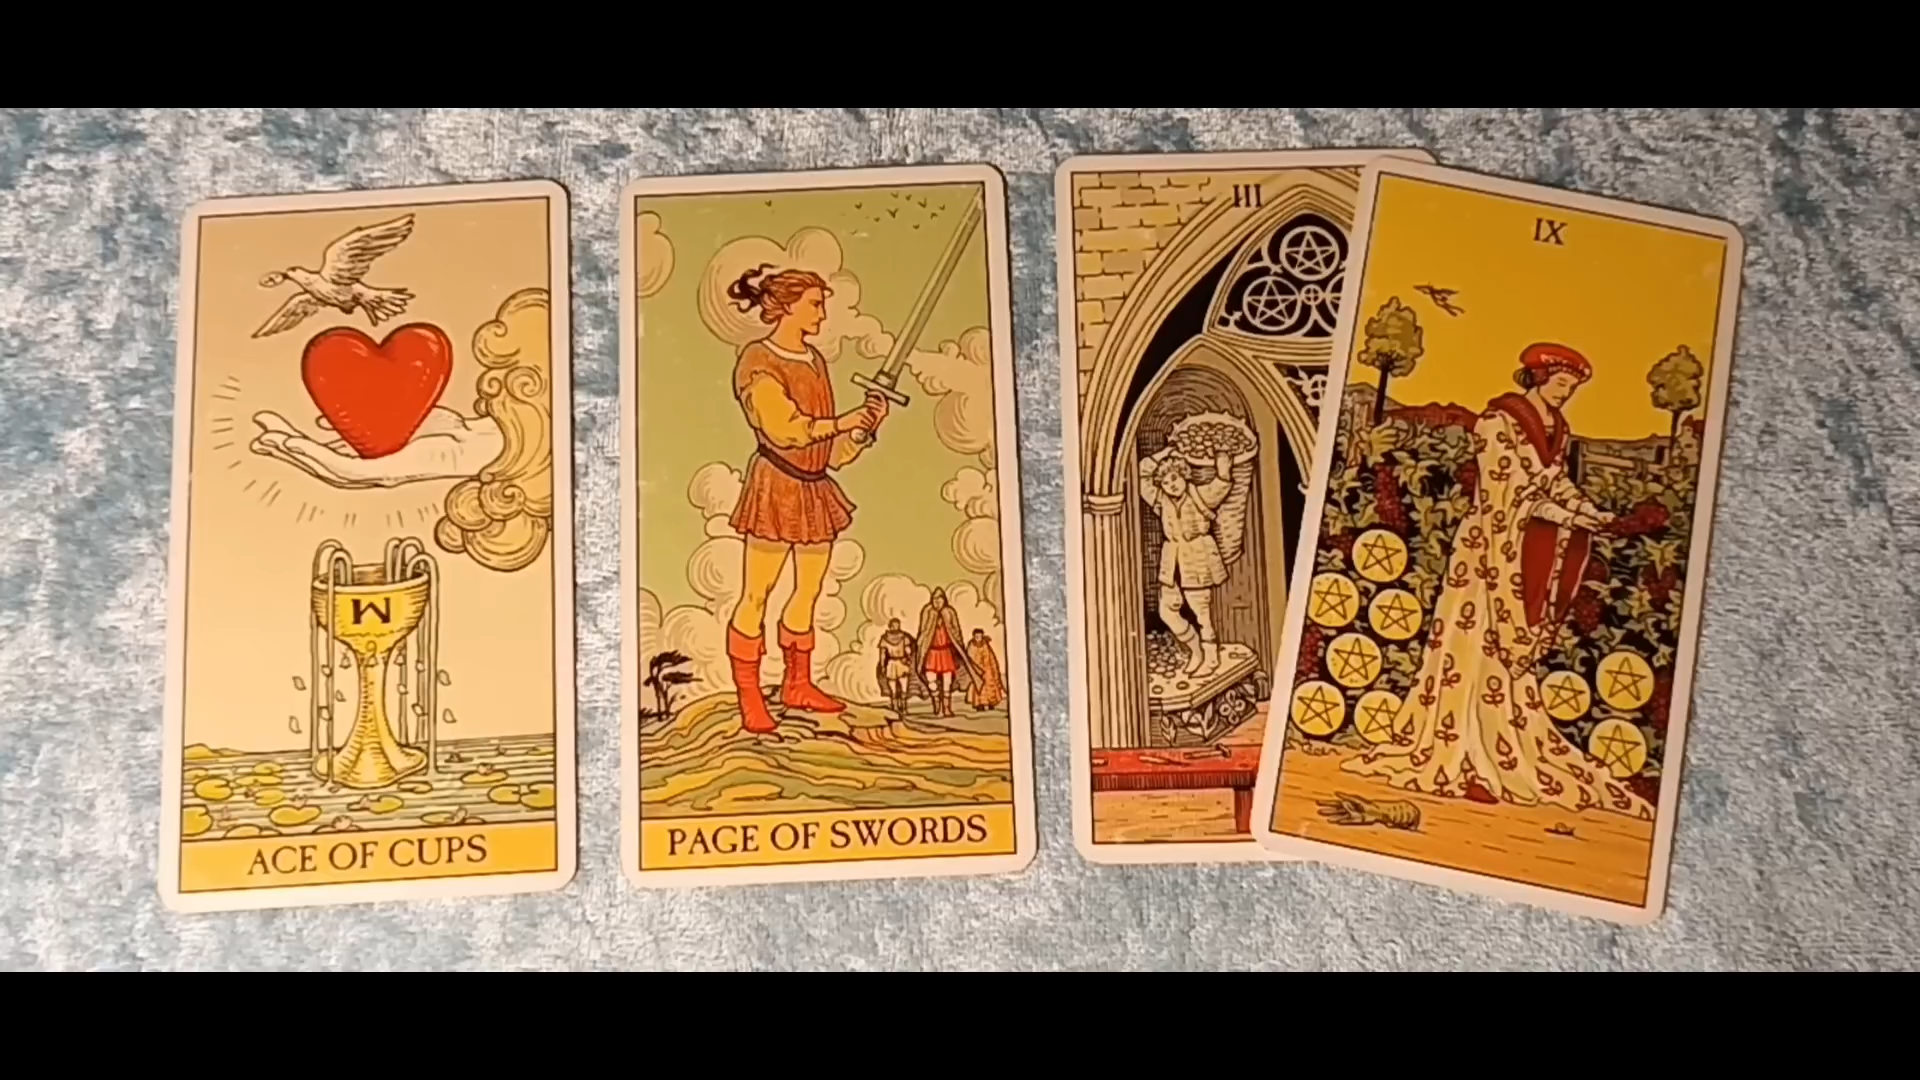 III
IX
M
ACE OF CUPS
PAGE OF SWORDS